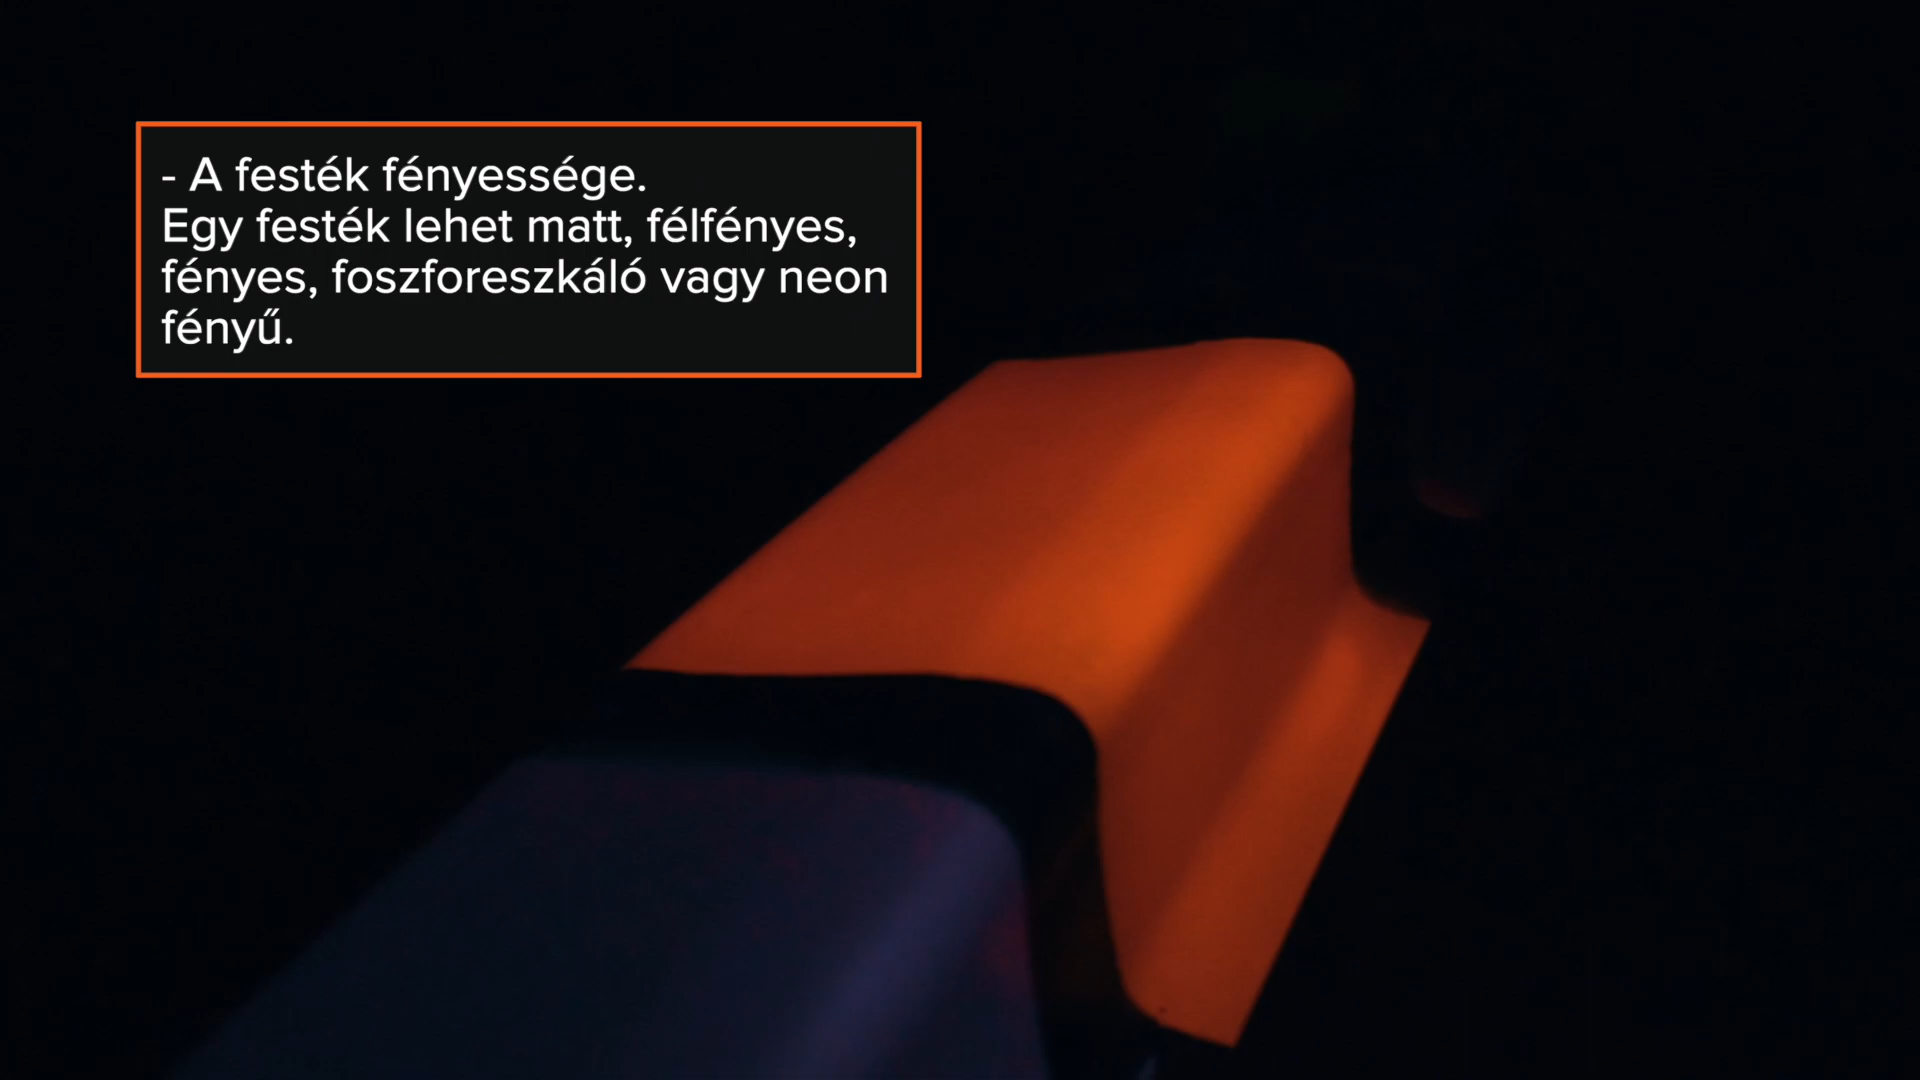 - A festék fényessége.
Egy festék lehet matt, félfényes,
fényes, foszforeszkáló vagy neon
fényű.